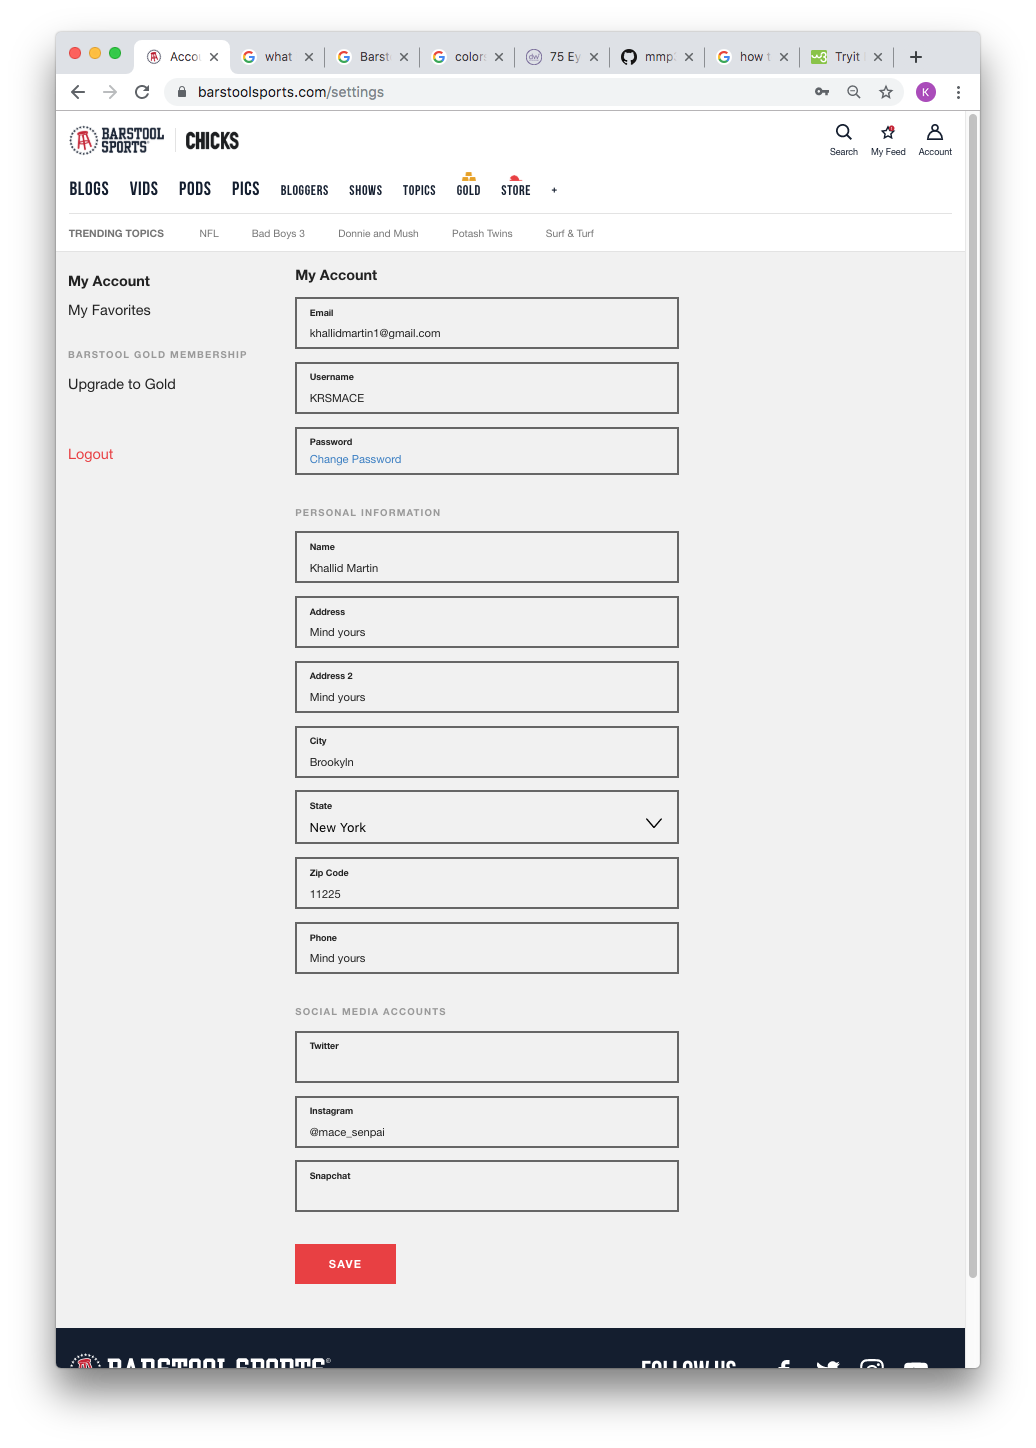 Acco
what
Barst
color
75 Ey
mmp
how t
Tryit
barstoolsports.com/settings
K
BARSTOOL SPORTS
CHICKS
Search
My Feed
Account
BLOGS VIDS PODS PICS BLOGGERS SHOWS TOPICS GOLD STORE +
TRENDING TOPICS NFL Bad Boys 3 Donnie and Mush Potash Twins Surf & Turf
My Account
My Favorites
BARSTOOL GOLD MEMBERSHIP
Upgrade to Gold
Logout
My Account
Email
khallidmartin1@gmail.com
Username
KRSMACE
Password
Change Password
PERSONAL INFORMATION
Name
Khallid Martin
Address
Mind yours
Address 2
Mind yours
City
Brookyln
State
New York
Zip Code
11225
Phone
Mind yours
SOCIAL MEDIA ACCOUNTS
Twitter
Instagram
@mace_senpai
Snapchat
SAVE
BARSTOOL SPORTS®
FOLLOW US